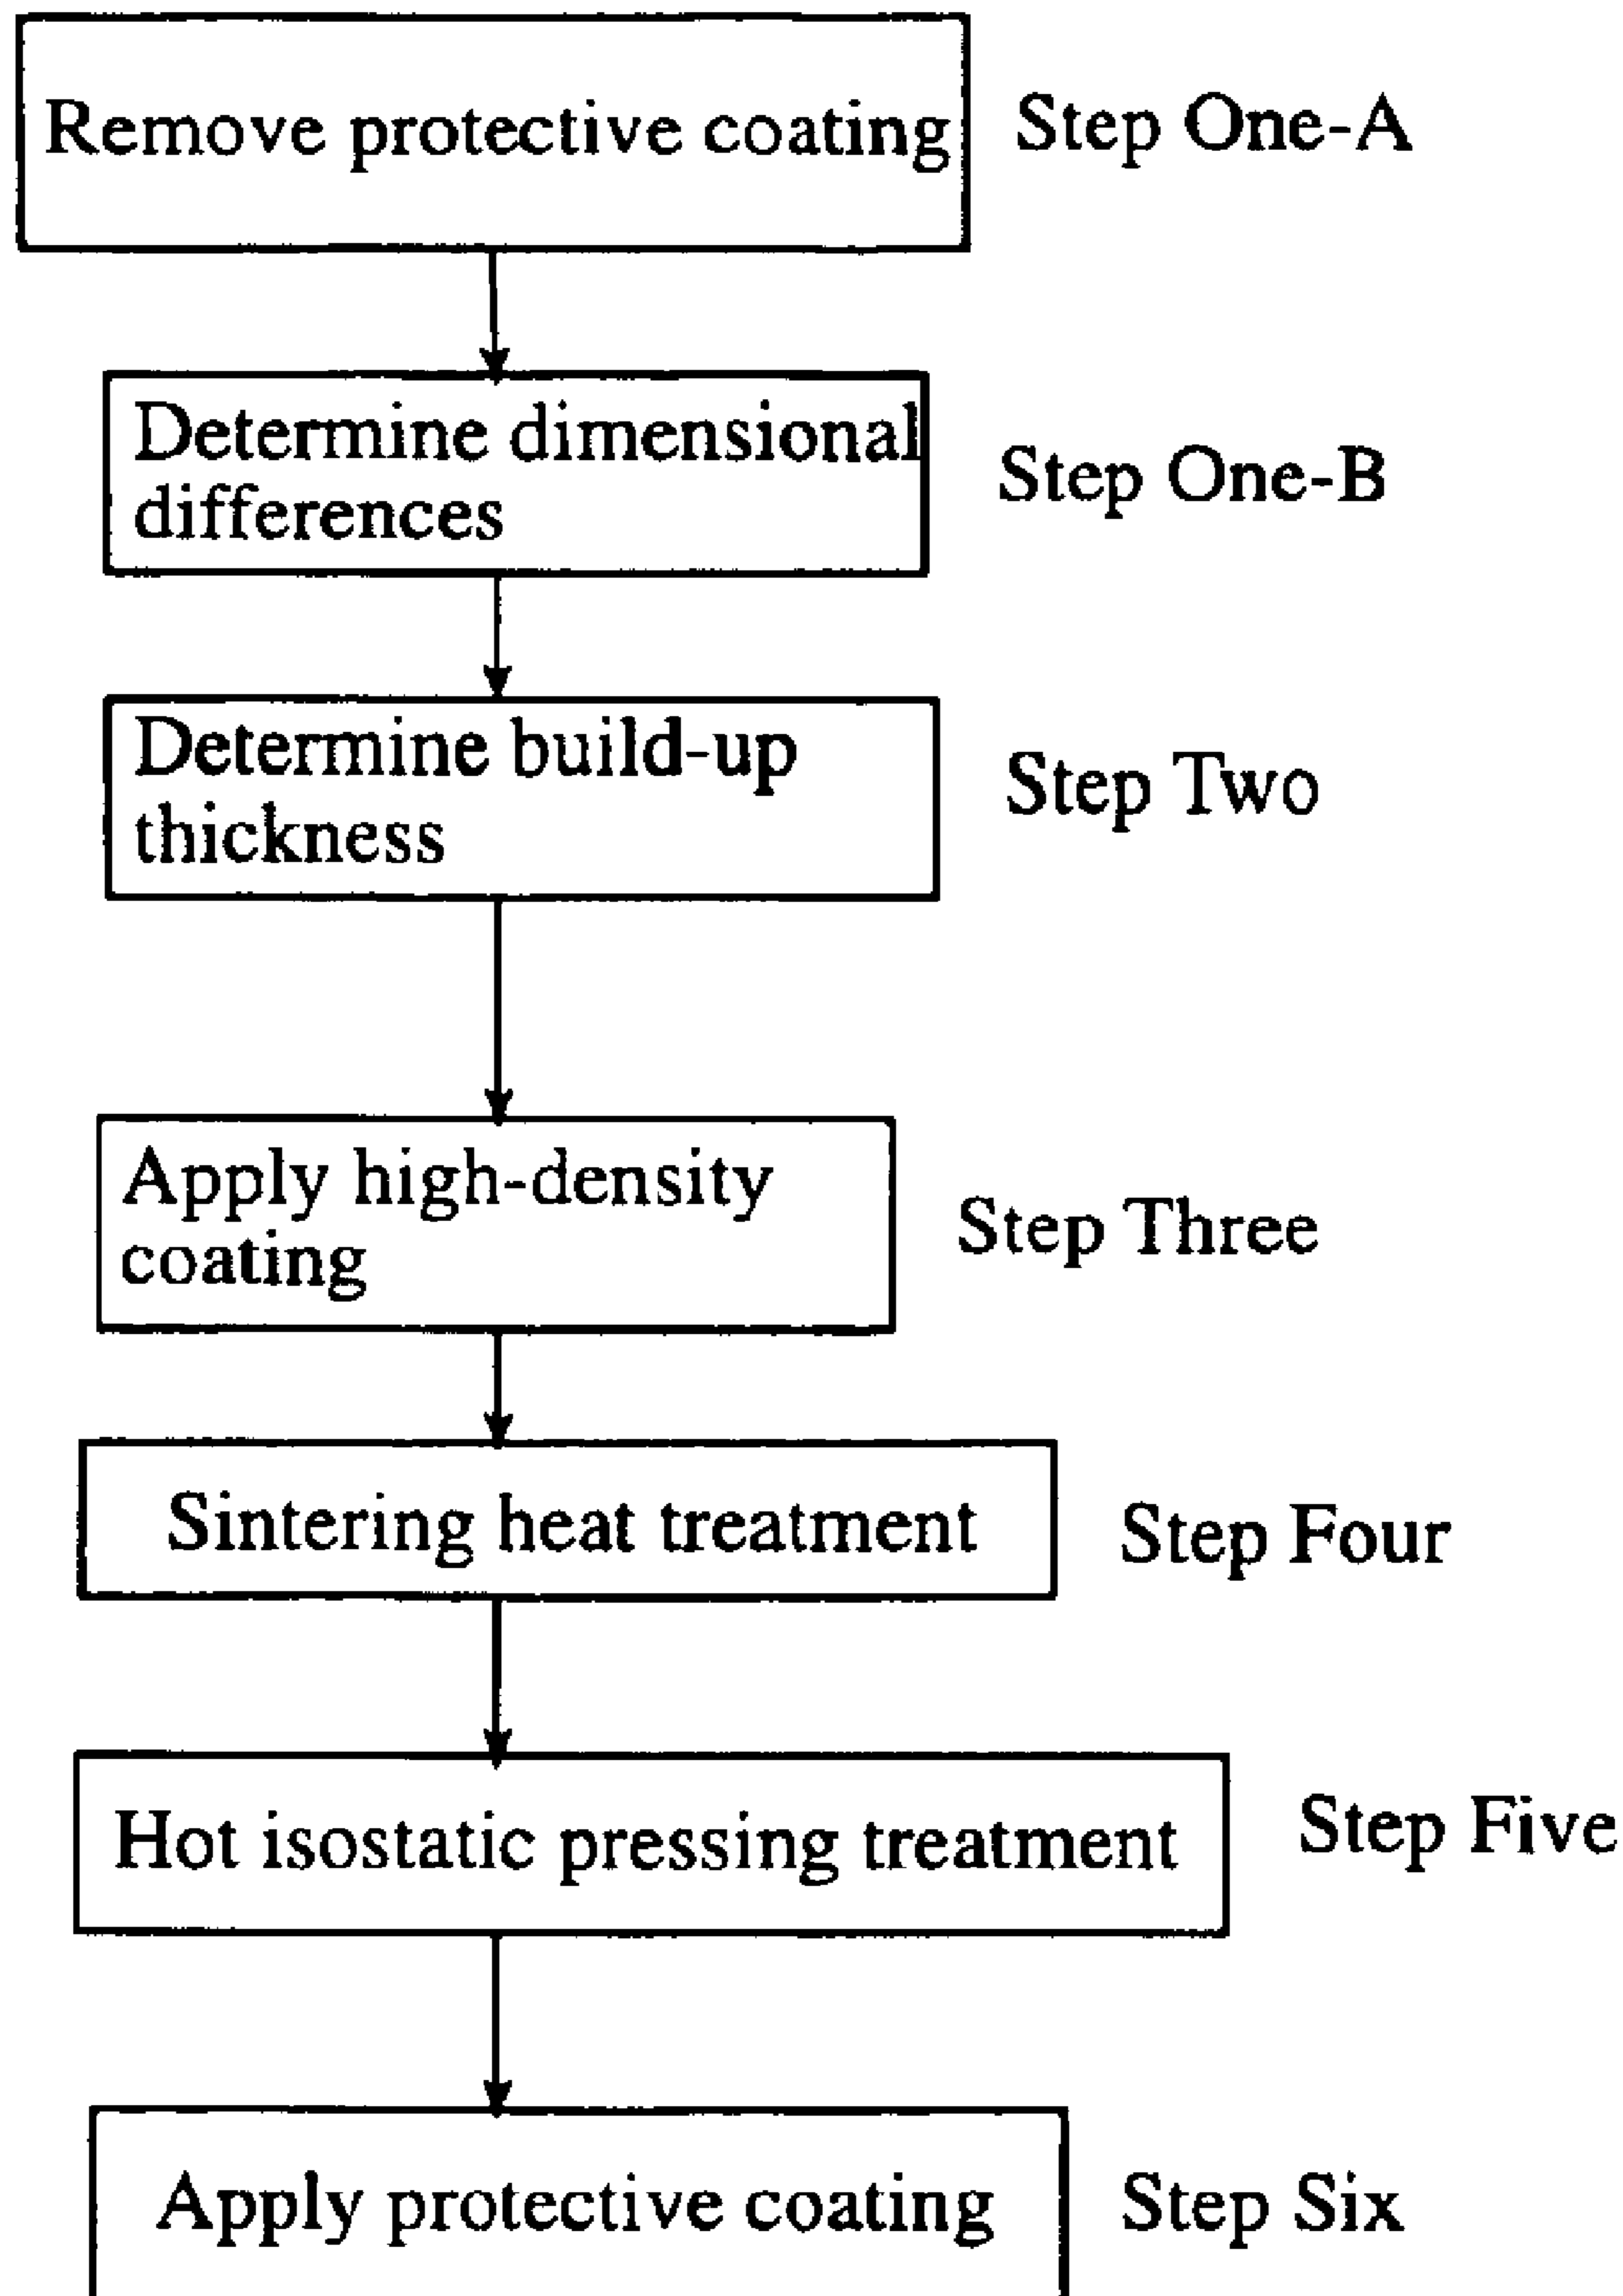 Remove protective coating
Step One-A
Determine dimensional
differences
Step One-B
Determine build-up
thickness
Step Two
Apply high-density
coating
Step Three
Sintering heat treatment
Step Four
Hot isostatic pressing treatment
Step Five
Apply protective coating
Step Six